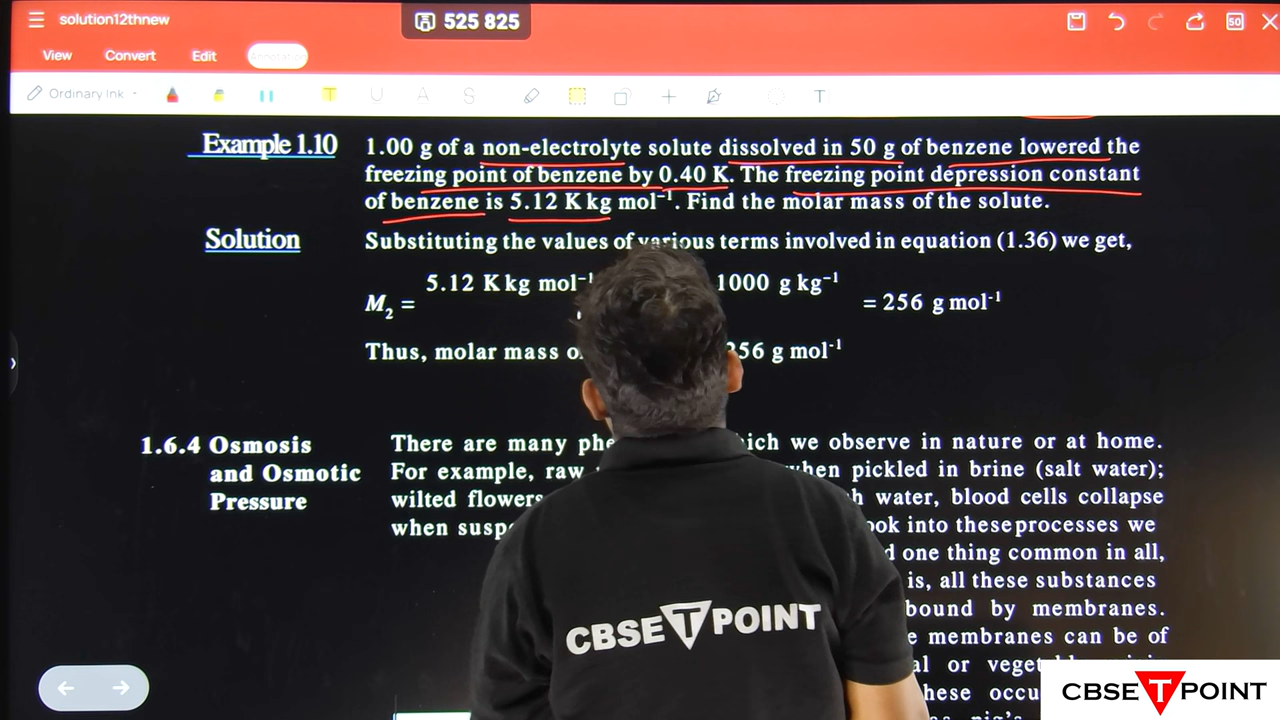 solution12thnew
525 825
50
View Convert Edit Annotation
Ordinary Ink T U A S T
Example 1.10 1.00 g of a non-electrolyte solute dissolved in 50 g of benzene lowered the
freezing point of benzene by 0.40 K. The freezing point depression constant
of benzene is 5.12 K kg mol⁻¹. Find the molar mass of the solute.
Solution Substituting the values of various terms involved in equation (1.36) we get,
5.12 K kg mol⁻¹ 1000 g kg⁻¹
M₂ = = 256 g mol⁻¹
Thus, molar mass 256 g mol⁻¹
1.6.4 Osmosis There are many which we observe in nature or at home.
and Osmotic For example, raw when pickled in brine (salt water);
Pressure wilted flowers water, blood cells collapse
when look into these processes we
one thing common in all,
is, all these substances
bound by membranes.
membranes can be of
or
these
pig's
CBSE T POINT
CBSE T POINT